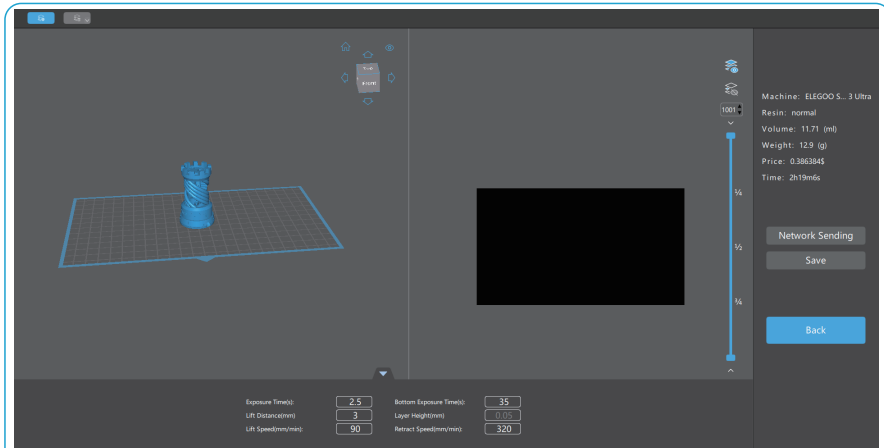 FRONT
1001
¼
½
¾
Machine: ELEGOO S... 3 Ultra
Resin: normal
Volume: 11.71 (ml)
Weight: 12.9 (g)
Price: 0.386384$
Time: 2h19m6s
Network Sending
Save
Back
Exposure Time(s): 2.5 Bottom Exposure Time(s): 35
Lift Distance(mm) 3 Layer Height(mm) 0.05
Lift Speed(mm/min): 90 Retract Speed(mm/min): 320